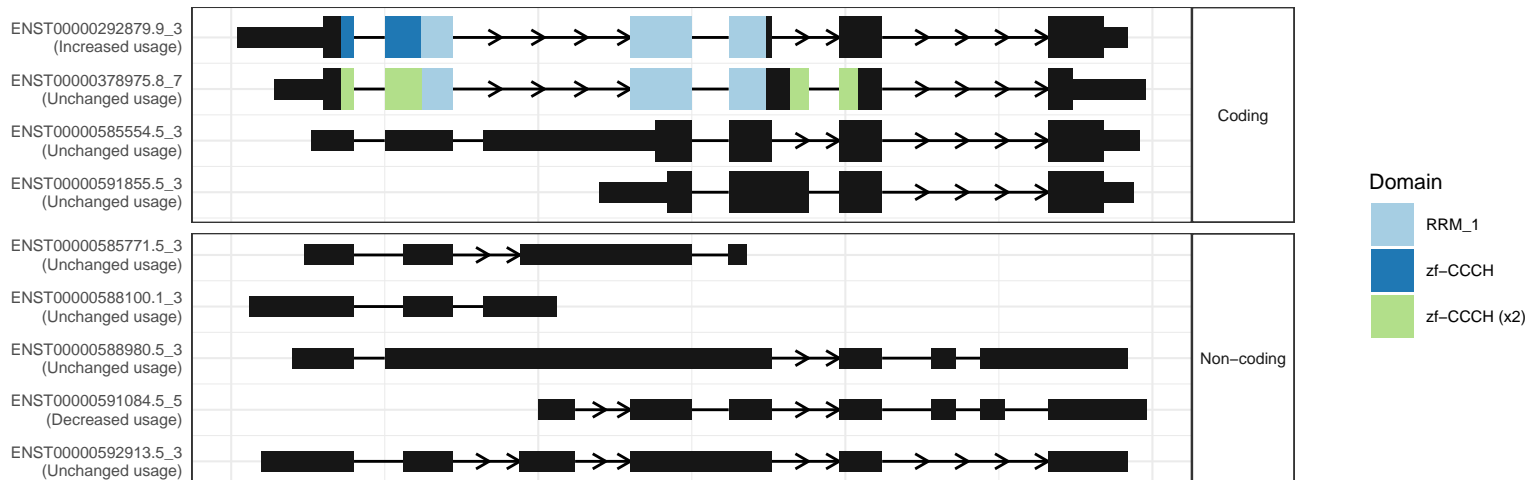 ENST00000292879.9_3
(Increased usage)
ENST00000378975.8_7
(Unchanged usage)
ENST00000585554.5_3
(Unchanged usage)
ENST00000591855.5_3
(Unchanged usage)
Coding
ENST00000585771.5_3
(Unchanged usage)
ENST00000588100.1_3
(Unchanged usage)
ENST00000588980.5_3
(Unchanged usage)
ENST00000591084.5_5
(Decreased usage)
ENST00000592913.5_3
(Unchanged usage)
Non−coding
Domain
RRM_1
zf−CCCH
zf−CCCH (x2)